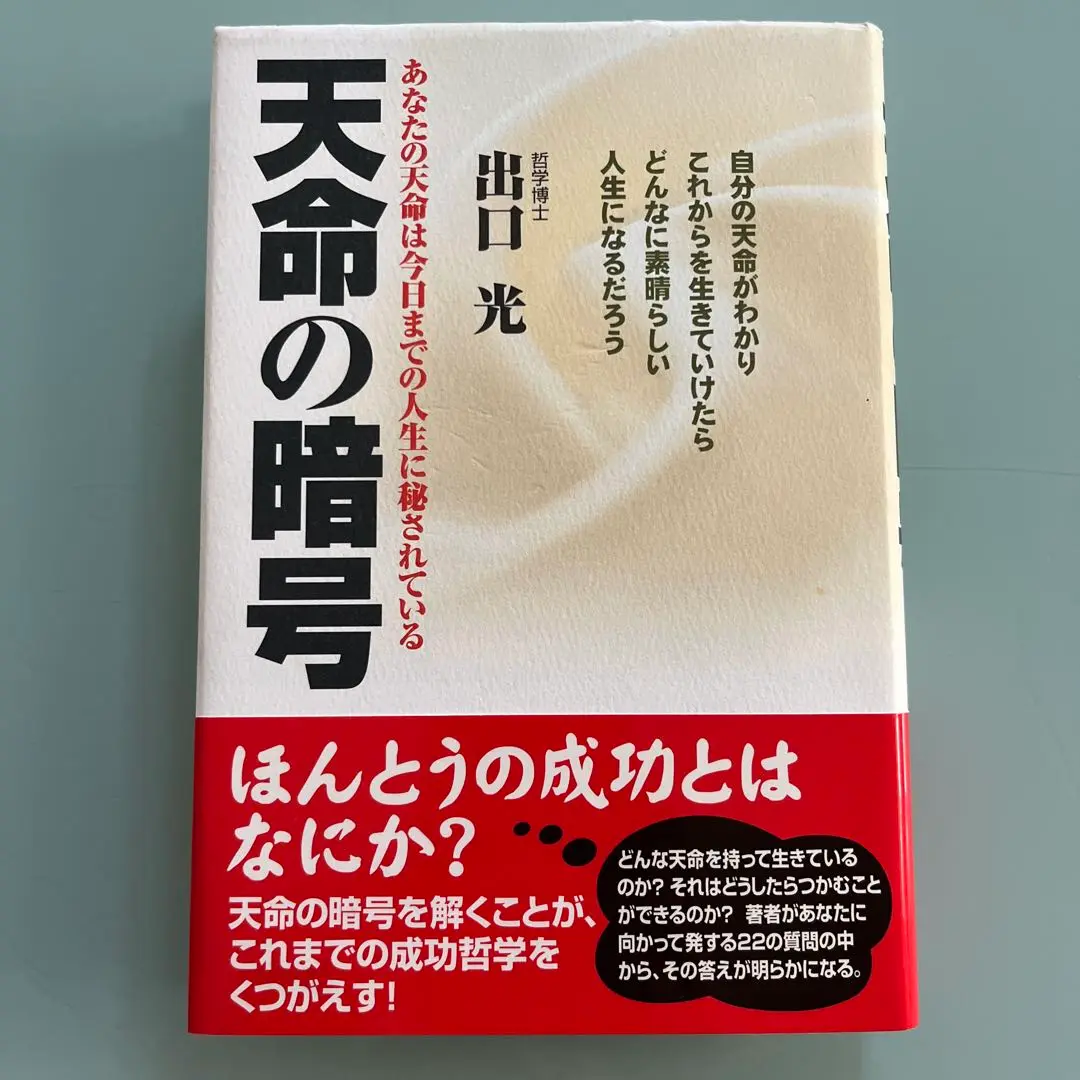 自分の天命がわかり
これからを生きていけたら
どんなに素晴らしい
人生になるだろう
哲学博士
出口 光
あなたの天命は今日までの人生に秘されている
天命の暗号
ほんとうの成功とは
なにか?
天命の暗号を解くことが、
これまでの成功哲学を
くつがえす!
どんな天命を持って生きている
のか? それはどうしたらつかむこと
ができるのか? 著者があなたに
向かって発する22の質問の中
から、その答えが明らかになる。